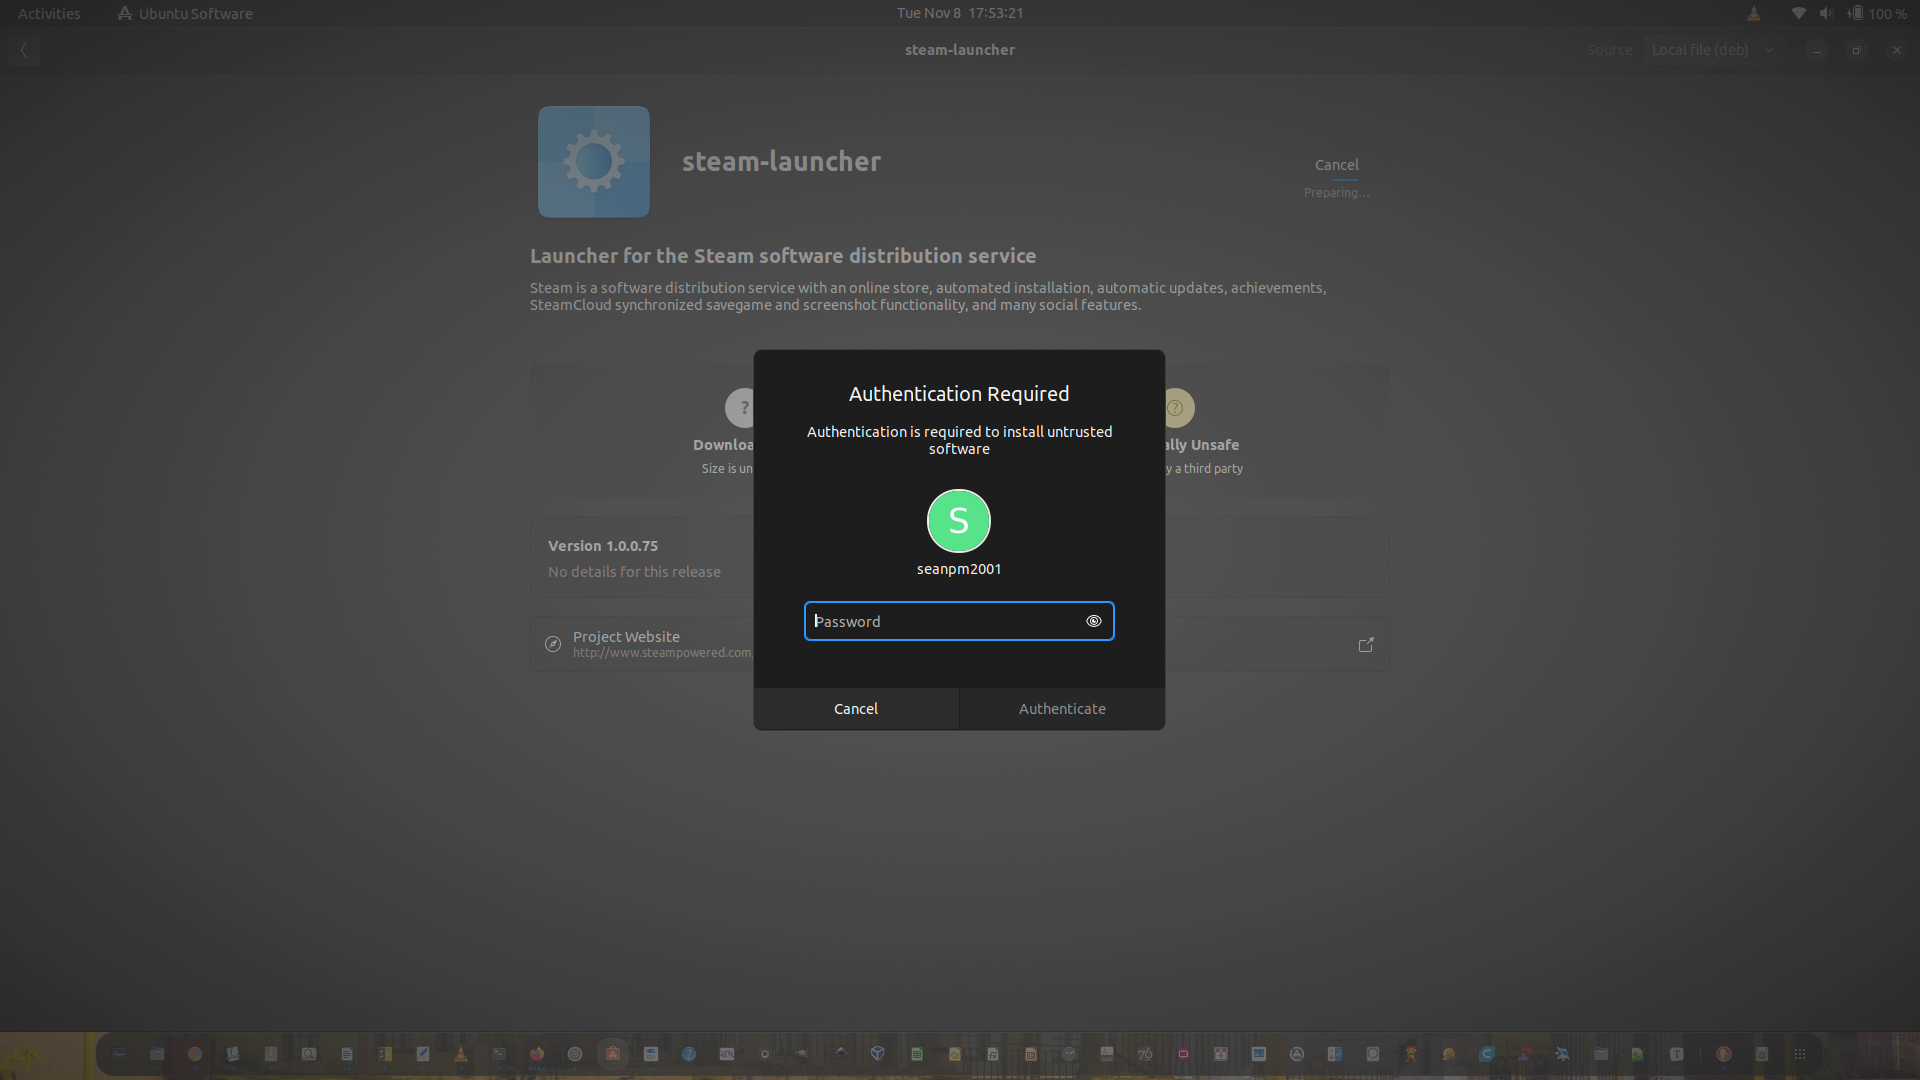 Activities
Ubuntu Software
Tue Nov 8 17:53:21
100 %
steam-launcher
Source
Local file (deb)
steam-launcher
Cancel
Preparing…
Launcher for the Steam software distribution service
Steam is a software distribution service with an online store, automated installation, automatic updates, achievements,
SteamCloud synchronized savegame and screenshot functionality, and many social features.
?
Downloa
Size is un
?
ally Unsafe
y a third party
Version 1.0.0.75
No details for this release
Project Website
http://www.steampowered.com
Authentication Required
Authentication is required to install untrusted
software
S
seanpm2001
Password
Cancel
Authenticate